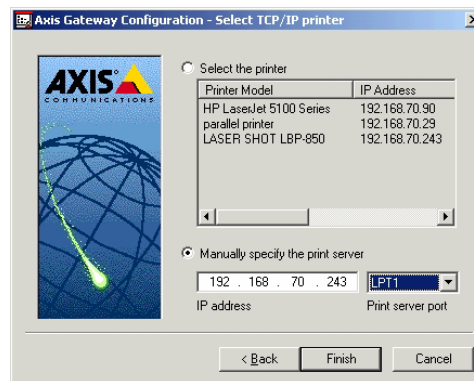 Axis Gateway Configuration - Select TCP/IP printer
AXIS
COMMUNICATIONS
Select the printer
Printer Model IP Address
HP LaserJet 5100 Series 192.168.70.90
parallel printer 192.168.70.29
LASER SHOT LBP-850 192.168.70.243
Manually specify the print server
192 . 168 . 70 . 243 LPT1
IP address Print server port
< Back Finish Cancel